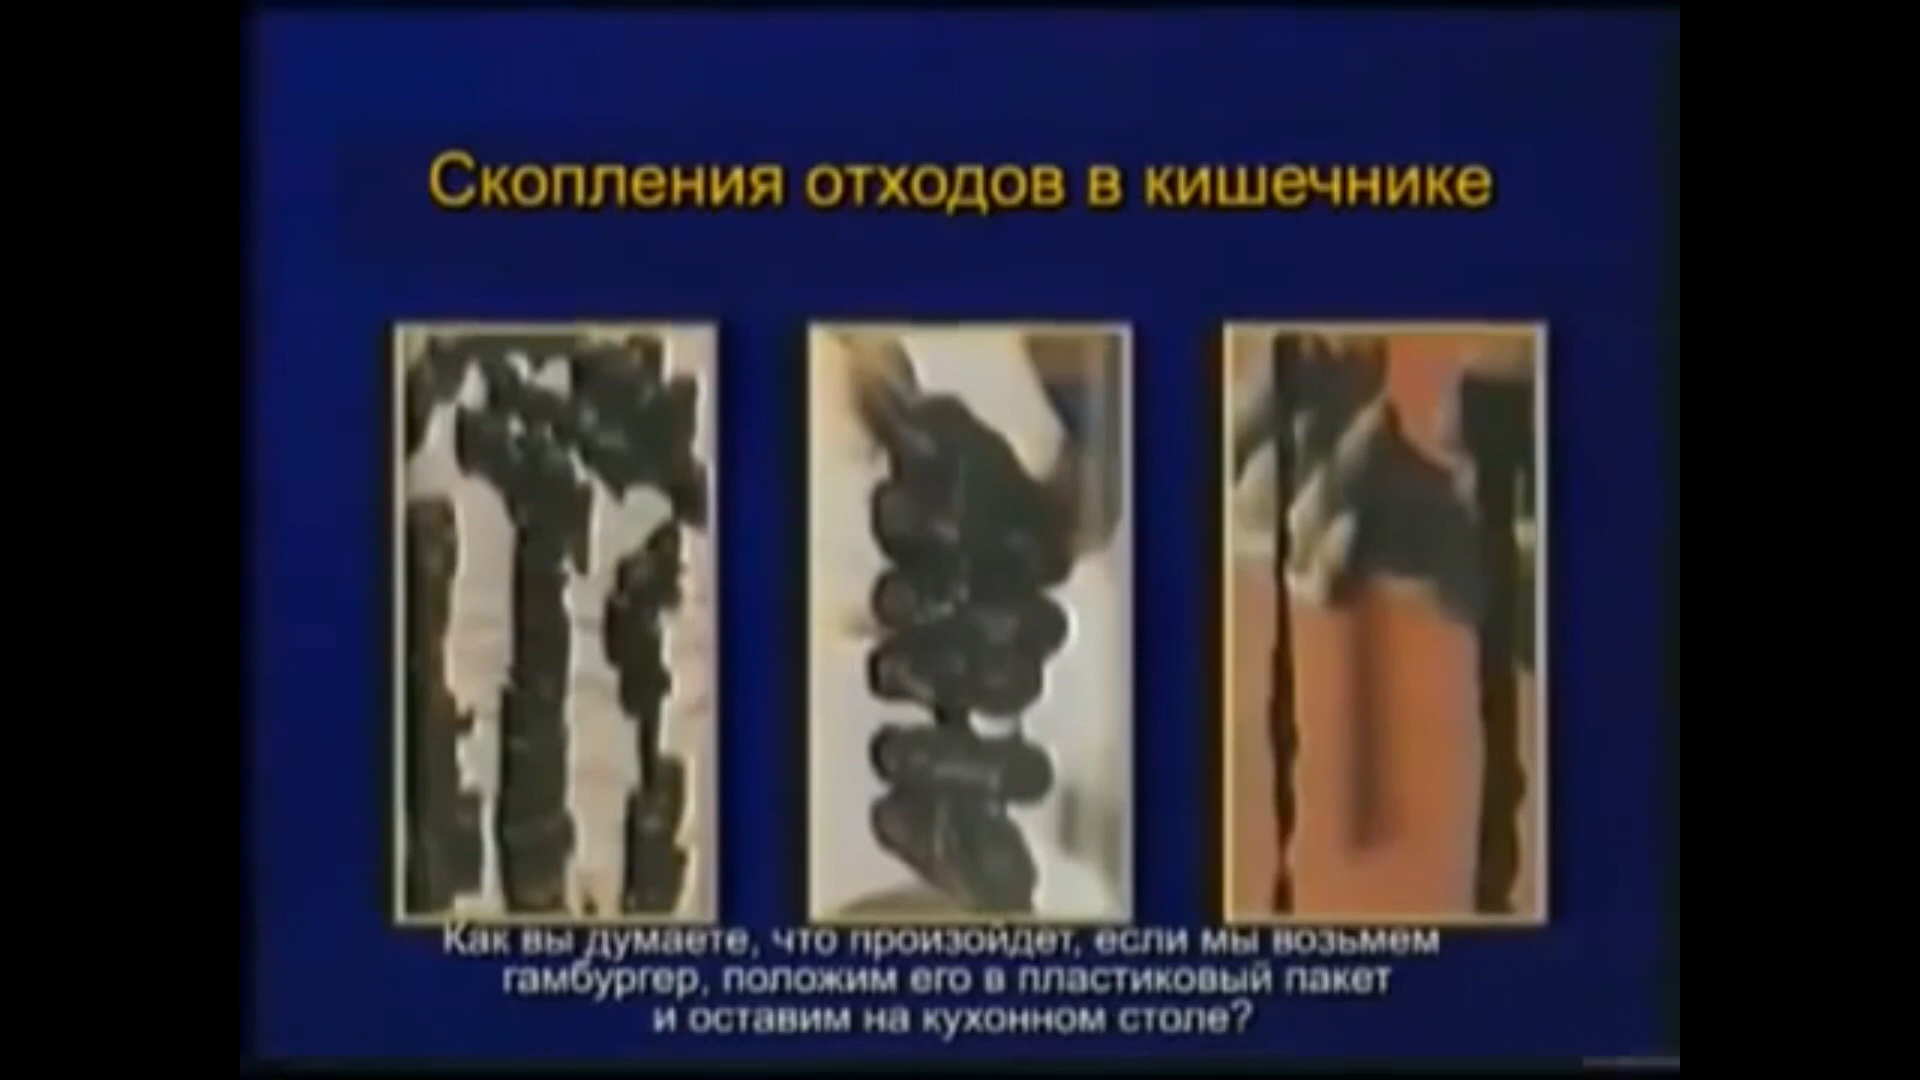 Скопления отходов в кишечнике
Как вы думаете, что произойдет, если мы возьмем
гамбургер, положим его в пластиковый пакет
и оставим на кухонном столе?